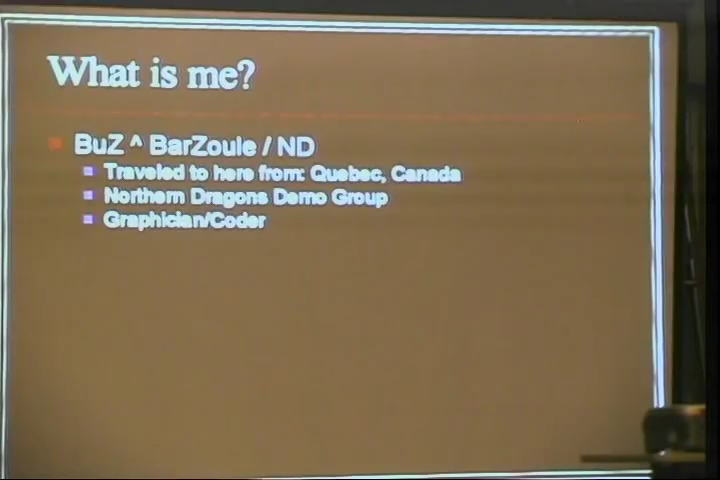 What is me?
BuZ ^ BarZoule / ND
Traveled to here from: Quebec, Canada
Northern Dragons Demo Group
Graphician/Coder